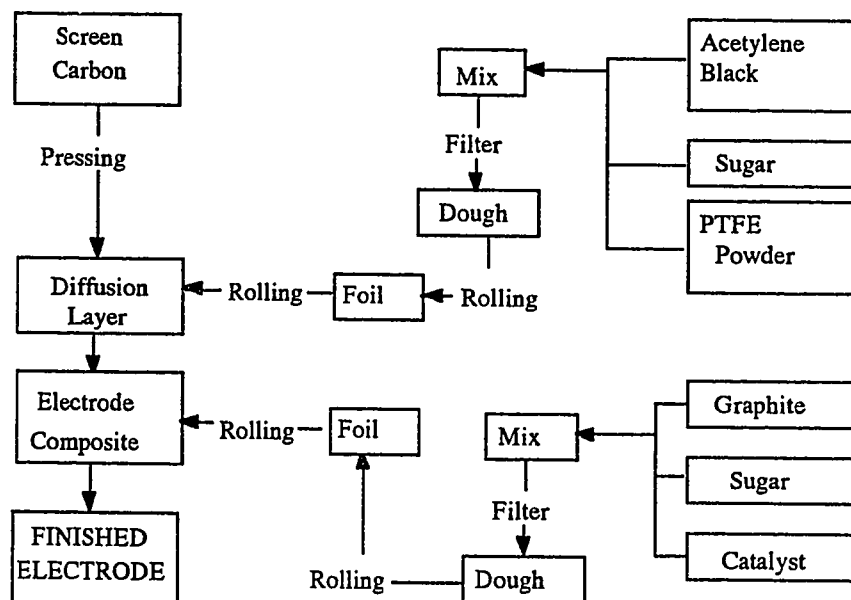 Screen
Carbon
Pressing
Diffusion
Layer
Electrode
Composite
FINISHED
ELECTRODE
Mix
Filter
Dough
Rolling
Foil
Rolling
Acetylene
Black
Sugar
PTFE
Powder
Rolling
Foil
Mix
Filter
Dough
Rolling
Graphite
Sugar
Catalyst